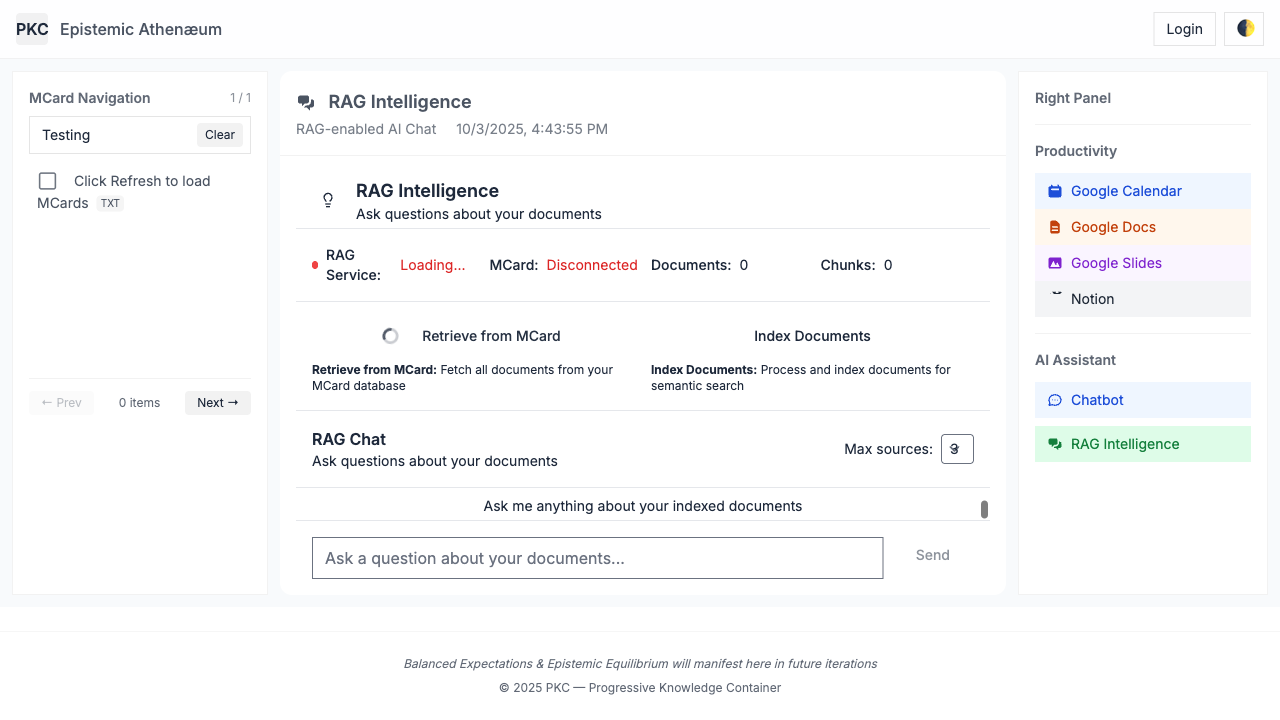 PKC Epistemic Athenæum
Login
MCard Navigation 1 / 1
Testing Clear
Click Refresh to load
MCards TXT
← Prev 0 items Next →
RAG Intelligence
RAG-enabled AI Chat 10/3/2025, 4:43:55 PM
RAG Intelligence
Ask questions about your documents
RAG
Service: Loading... MCard: Disconnected Documents: 0 Chunks: 0
Retrieve from MCard Index Documents
Retrieve from MCard: Fetch all documents from your
MCard database
Index Documents: Process and index documents for
semantic search
RAG Chat
Ask questions about your documents
Max sources:
Ask me anything about your indexed documents
Ask a question about your documents... Send
Right Panel
Productivity
Google Calendar
Google Docs
Google Slides
Notion
AI Assistant
Chatbot
RAG Intelligence
Balanced Expectations & Epistemic Equilibrium will manifest here in future iterations
© 2025 PKC — Progressive Knowledge Container